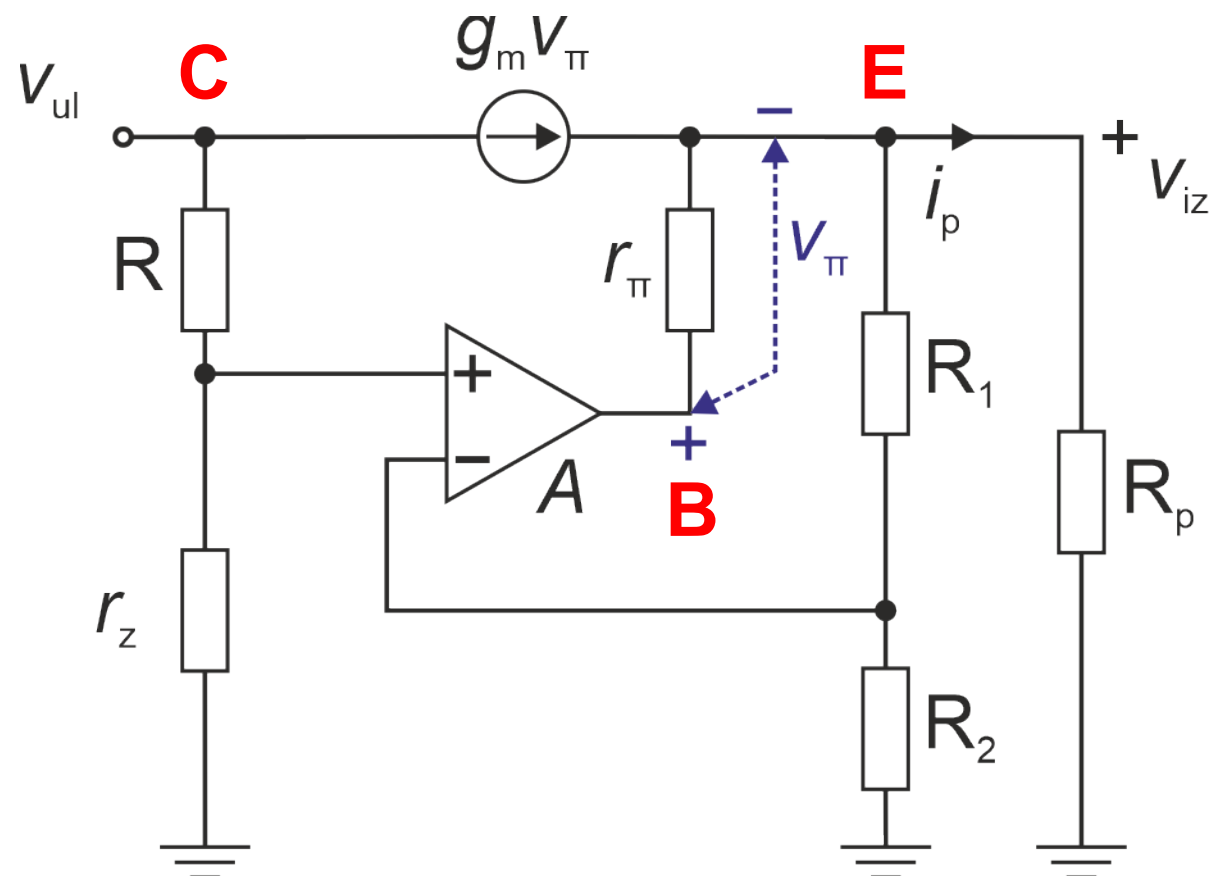 g_m v_π
C
E
v_ul
−
+
v_iz
i_p
R
r_π
v_π
+
R_1
−
A
+
B
R_p
r_z
R_2